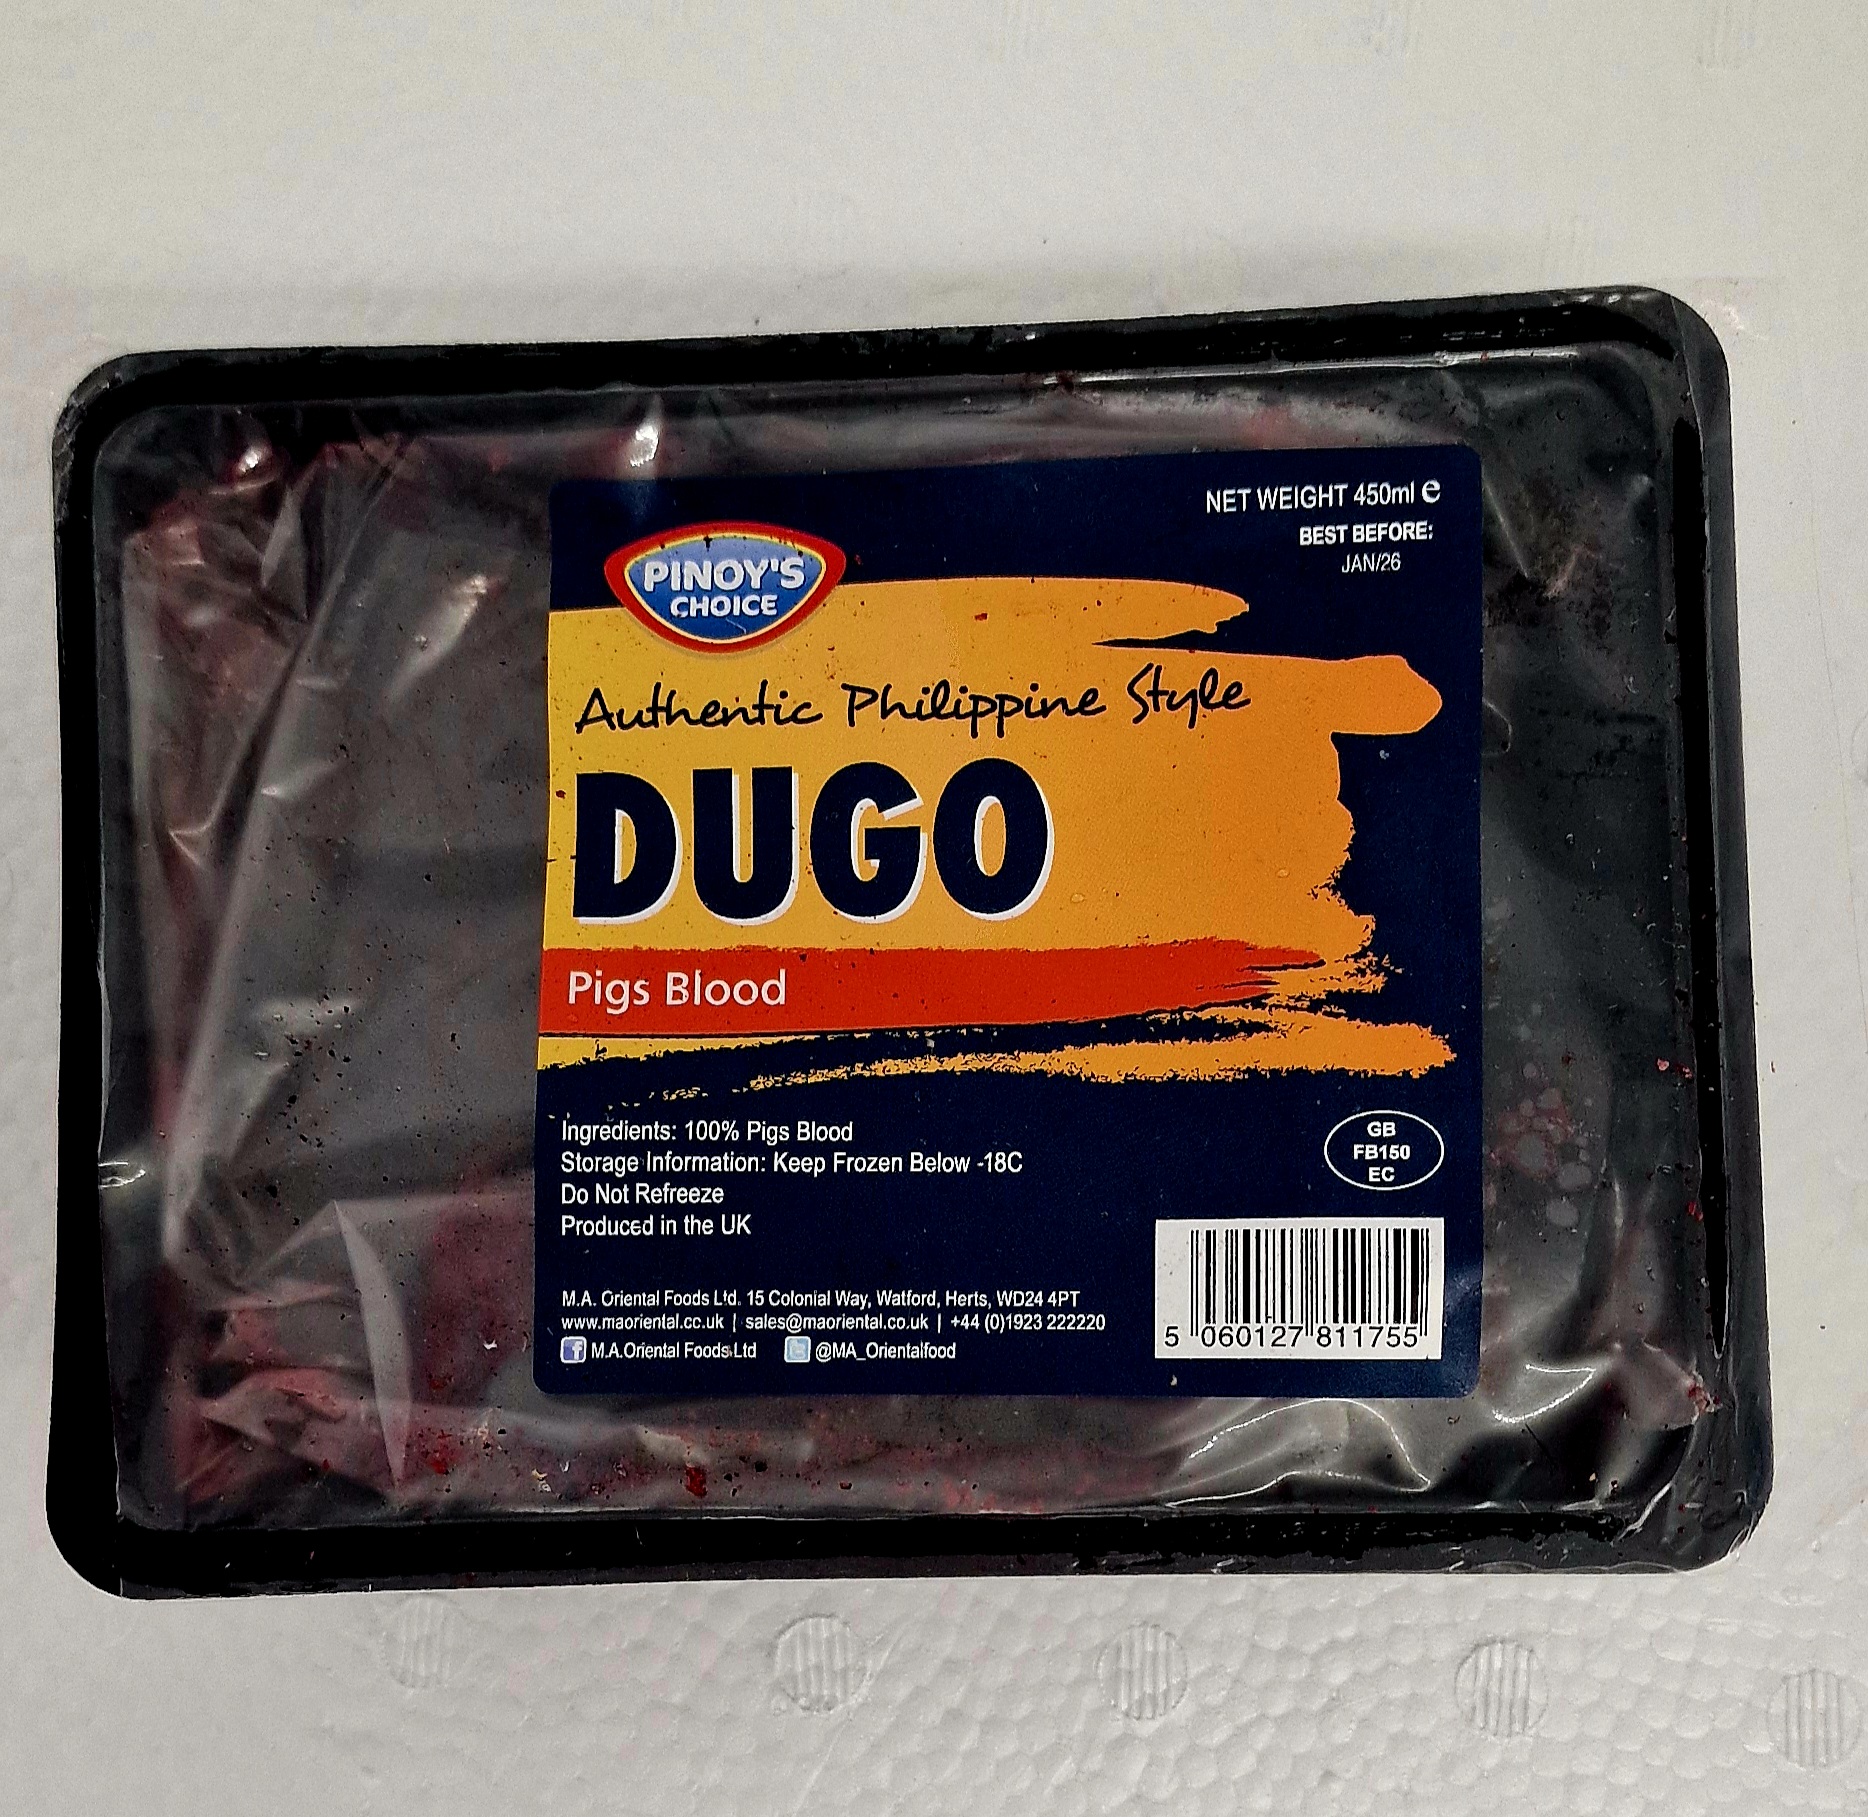 NET WEIGHT 450ml e
BEST BEFORE:
JAN/26
PINOY'S
CHOICE
Authentic Philippine Style
DUGO
Pigs Blood
Ingredients: 100% Pigs Blood
Storage Information: Keep Frozen Below -18C
Do Not Refreeze
Produced in the UK
GB
FB150
EC
M.A. Oriental Foods Ltd. 15 Colonial Way, Watford, Herts, WD24 4PT
www.maoriental.co.uk | sales@maoriental.co.uk | +44 (0)1923 222220
f M.A.Oriental Foods Ltd @MA_Orientalfood
5 060127 811755